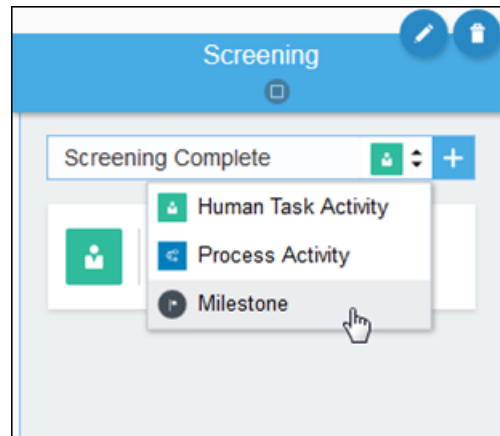 Screening
Screening Complete
Human Task Activity
Process Activity
Milestone